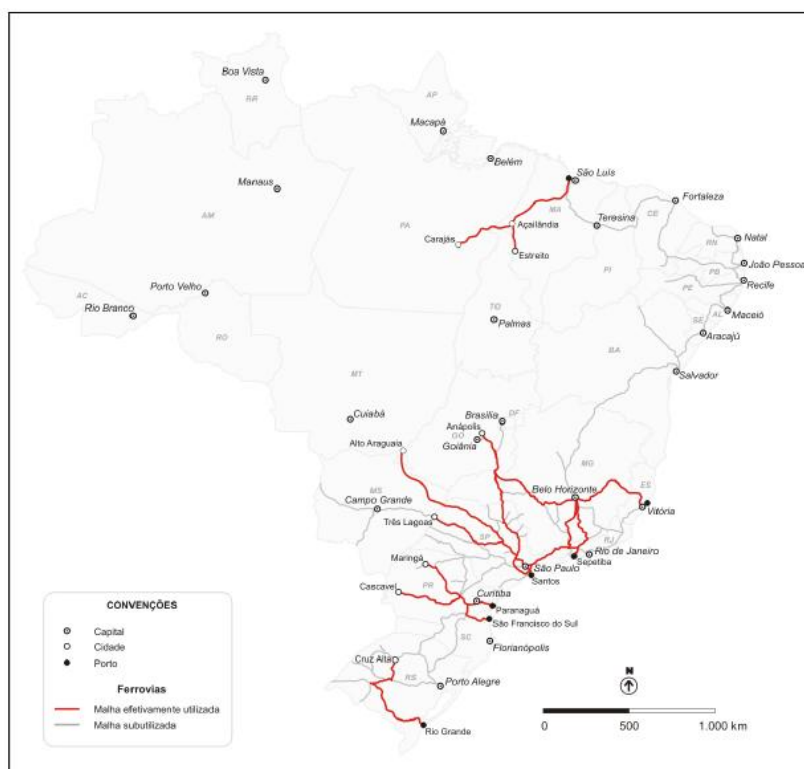 Boa Vista
RR
AP
Macapá
Belém
São Luís
Manaus
Fortaleza
MA
Açailândia
Teresina
CE
AM
PA
Carajás
Estreito
RN
Natal
PI
PB
João Pessoa
Porto Velho
PE
Recife
AC
Rio Branco
TO
AL
Maceió
Palmas
SE
Aracajú
RO
BA
MT
Salvador
Cuiabá
Brasília
DF
Anápolis
GO
Goiânia
Alto Araguaia
MG
Belo Horizonte
ES
MS
Campo Grande
Vitória
Três Lagoas
SP
RJ
Rio de Janeiro
Maringá
São Paulo
Sepetiba
Santos
Cascavel
PR
Curitiba
Paranaguá
São Francisco do Sul
SC
Florianópolis
Cruz Alta
RS
Porto Alegre
Rio Grande
CONVENÇÕES
Capital
Cidade
Porto
Ferrovias
Malha efetivamente utilizada
Malha subutilizada
N
0 500 1.000 km